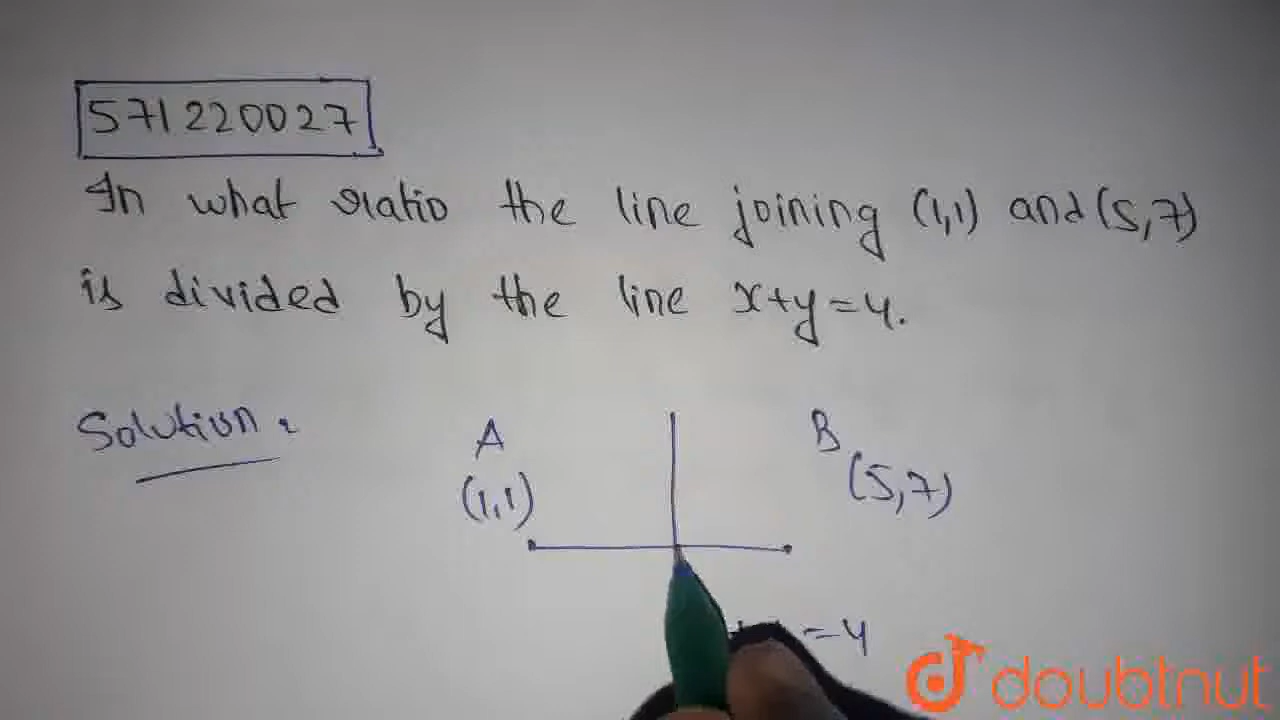 571220027
In what ratio the line joining (1,1) and (5,7)
is divided by the line x+y=4.
Solution:
A
B
(1,1)
(5,7)
=4
doubtnut